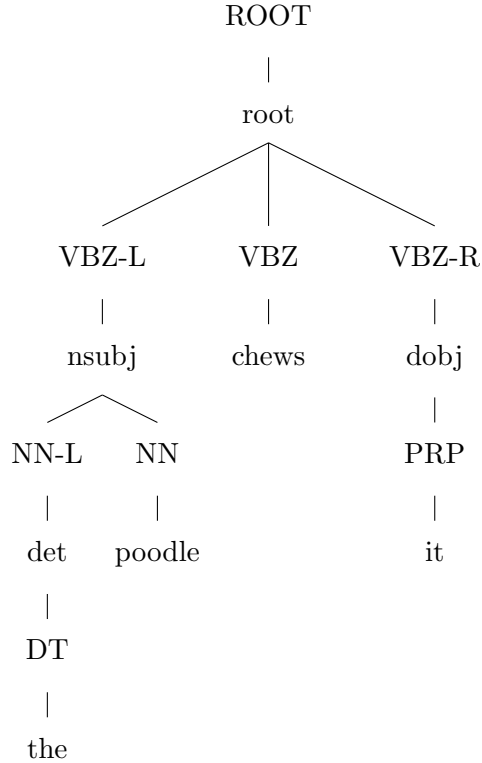 ROOT
root
VBZ-L VBZ VBZ-R
nsubj chews dobj
NN-L NN PRP
det poodle it
DT
the